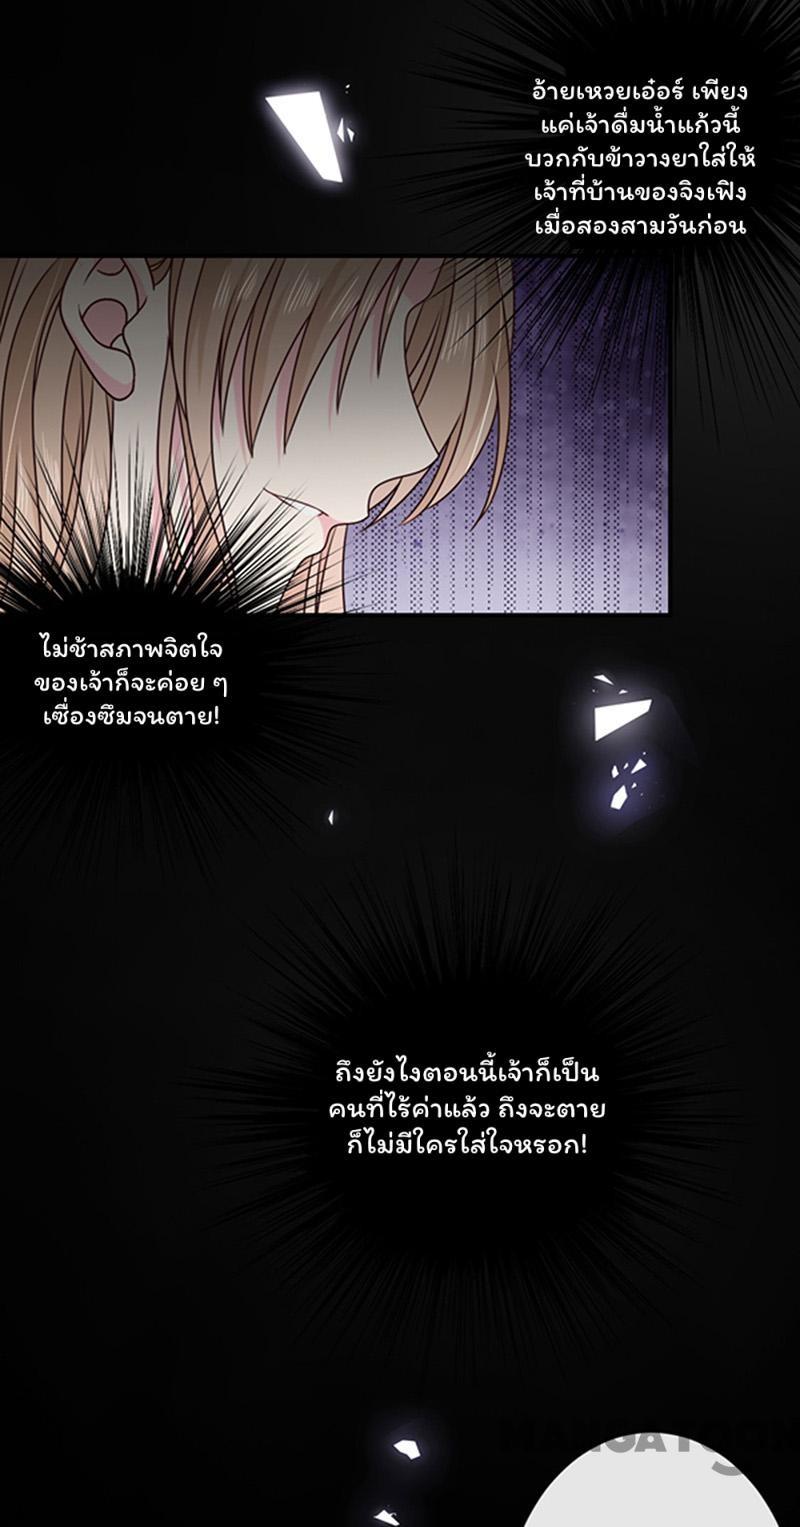 อ้ายเหวยเอ๋อร์ เพียง
แค่เจ้าดื่มน้ำแก้วนี้
บวกกับข้าวางยาใส่ให้
เจ้าที่บ้านของจิงเฟิง
เมื่อสองสามวันก่อน
ไม่ช้าสภาพจิตใจ
ของเจ้าก็จะค่อย ๆ
เซื่องซึมจนตาย!
ถึงยังไงตอนนี้เจ้าก็เป็น
คนที่ไร้ค่าแล้ว ถึงจะตาย
ก็ไม่มีใครใส่ใจหรอก!
MANGATOON